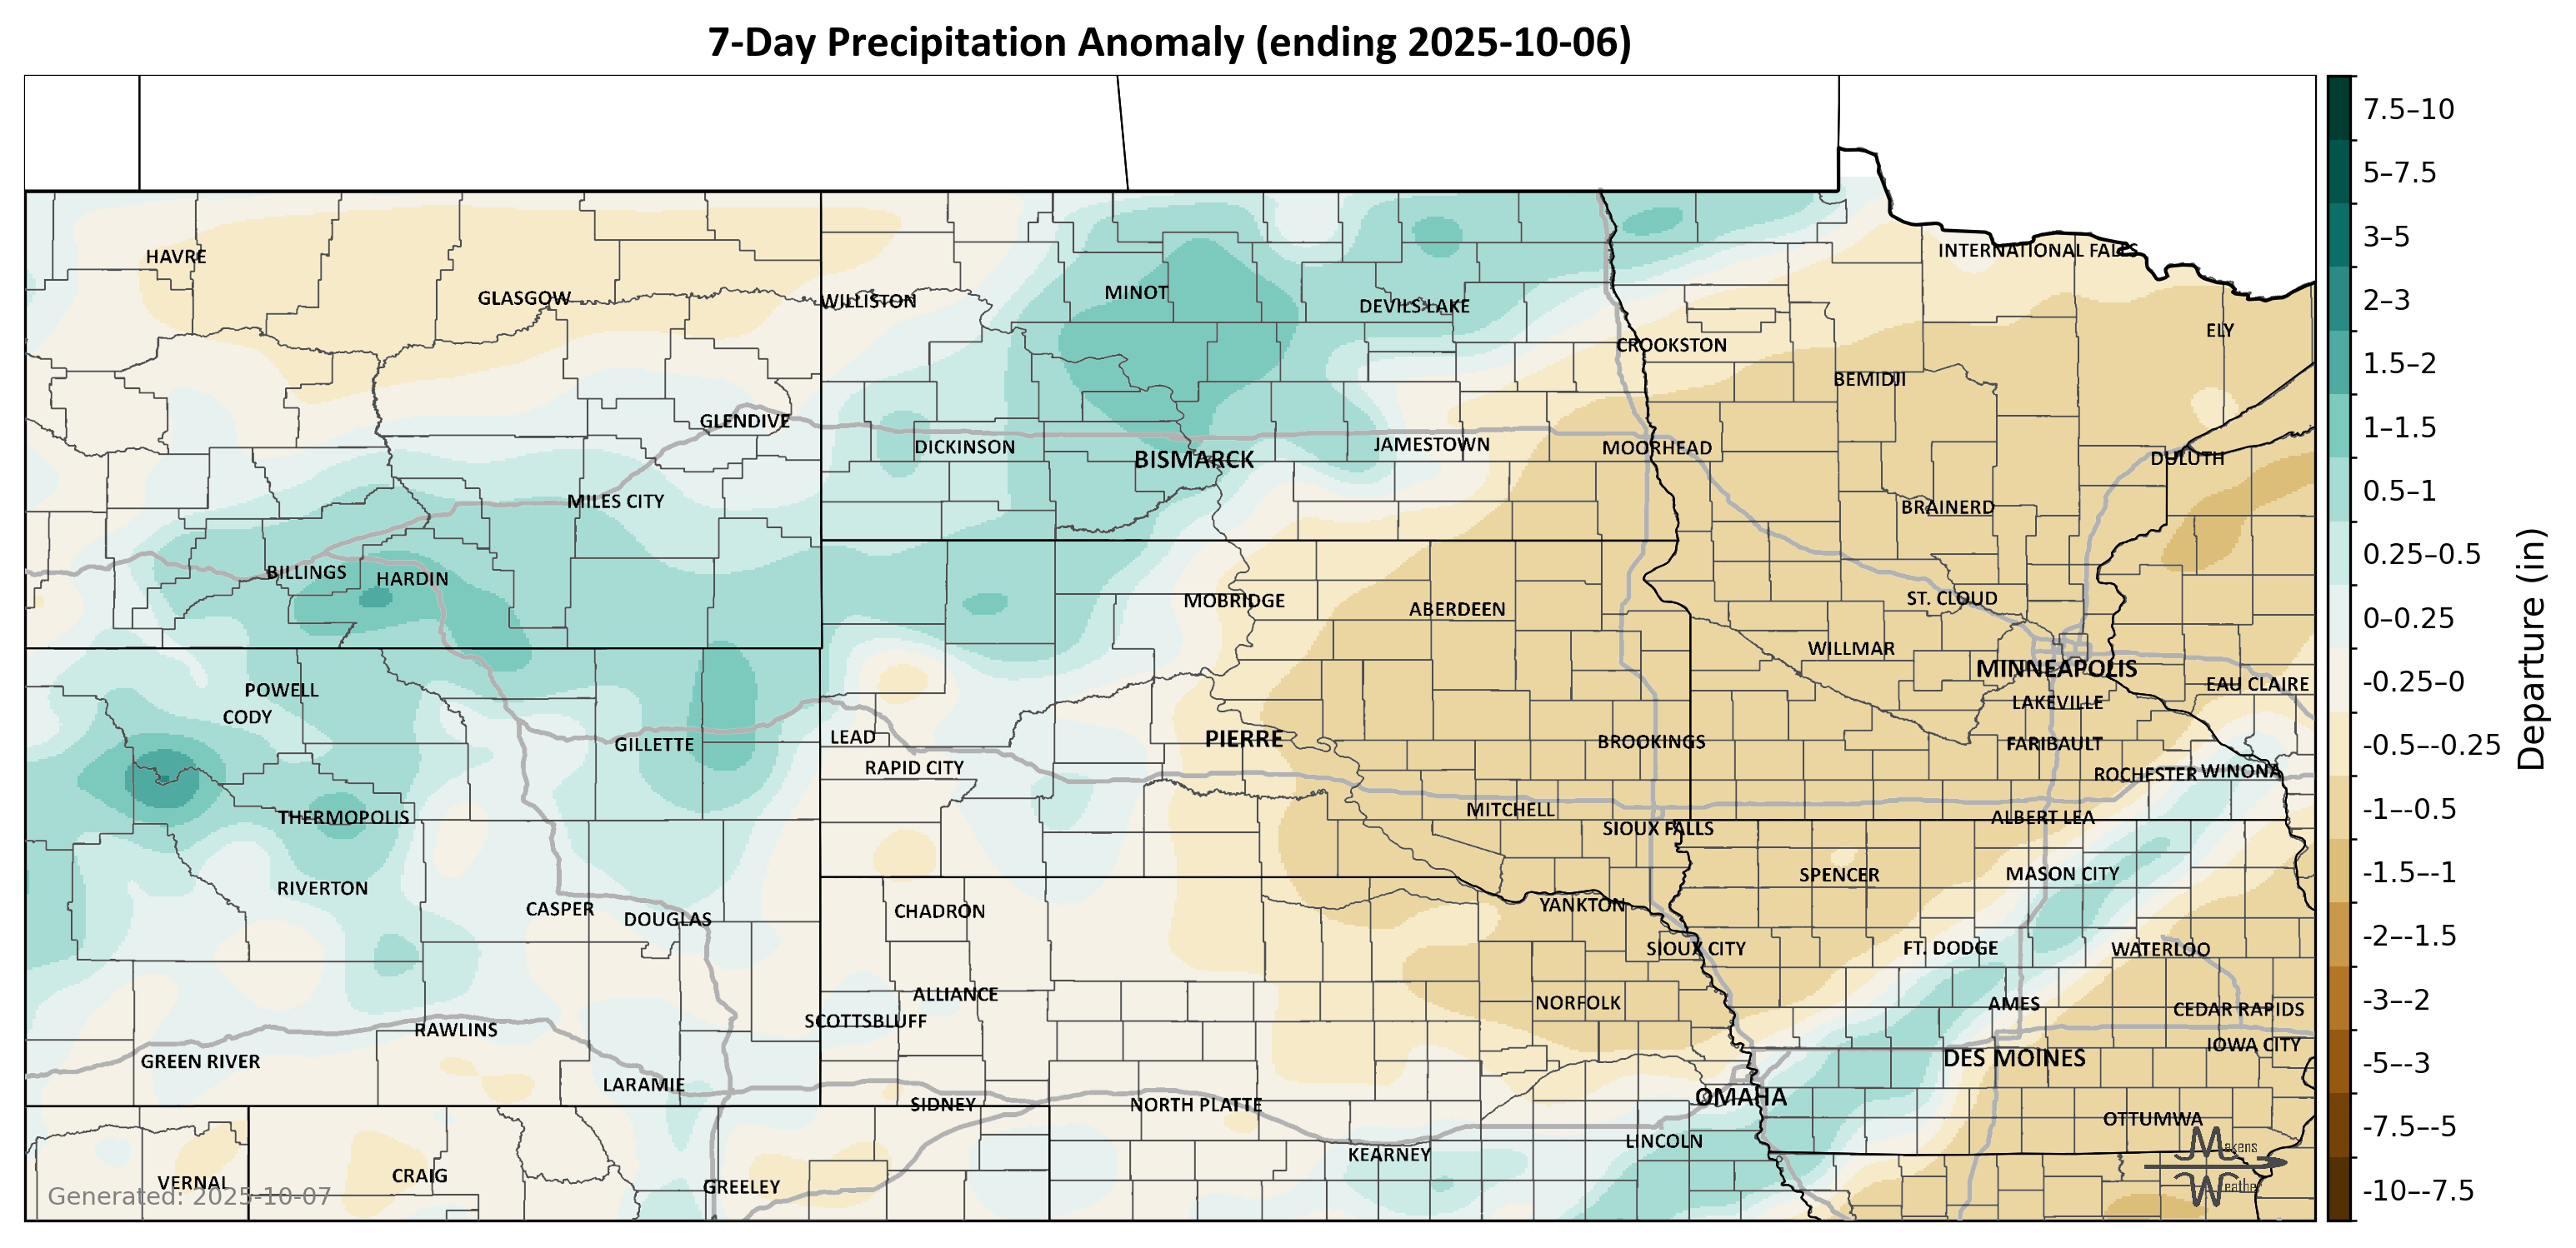 7-Day Precipitation Anomaly (ending 2025-10-06)
7.5–10
5–7.5
3–5
2–3
1.5–2
1–1.5
0.5–1
0.25–0.5
0–0.25
-0.25–0
-0.5–-0.25
-1–-0.5
-1.5–-1
-2–-1.5
-3–-2
-5–-3
-7.5–-5
-10–-7.5
Departure (in)
HAVRE
INTERNATIONAL FALLS
GLASGOW
WILLISTON
MINOT
DEVILS LAKE
ELY
CROOKSTON
BEMIDJI
GLENDIVE
DICKINSON
BISMARCK
JAMESTOWN
MOORHEAD
DULUTH
MILES CITY
BRAINERD
BILLINGS
HARDIN
MOBRIDGE
ABERDEEN
ST. CLOUD
WILLMAR
MINNEAPOLIS
POWELL
EAU CLAIRE
CODY
LAKEVILLE
GILLETTE
LEAD
PIERRE
BROOKINGS
FARIBAULT
RAPID CITY
ROCHESTER
WINONA
THERMOPOLIS
MITCHELL
SIOUX FALLS
ALBERT LEA
RIVERTON
SPENCER
MASON CITY
CASPER
DOUGLAS
CHADRON
YANKTON
SIOUX CITY
FT. DODGE
WATERLOO
ALLIANCE
NORFOLK
AMES
CEDAR RAPIDS
SCOTTSBLUFF
RAWLINS
IOWA CITY
GREEN RIVER
DES MOINES
LARAMIE
SIDNEY
NORTH PLATTE
OMAHA
OTTUMWA
LINCOLN
KEARNEY
VERNAL
CRAIG
GREELEY
Makens
Weather
Generated: 2025-10-07